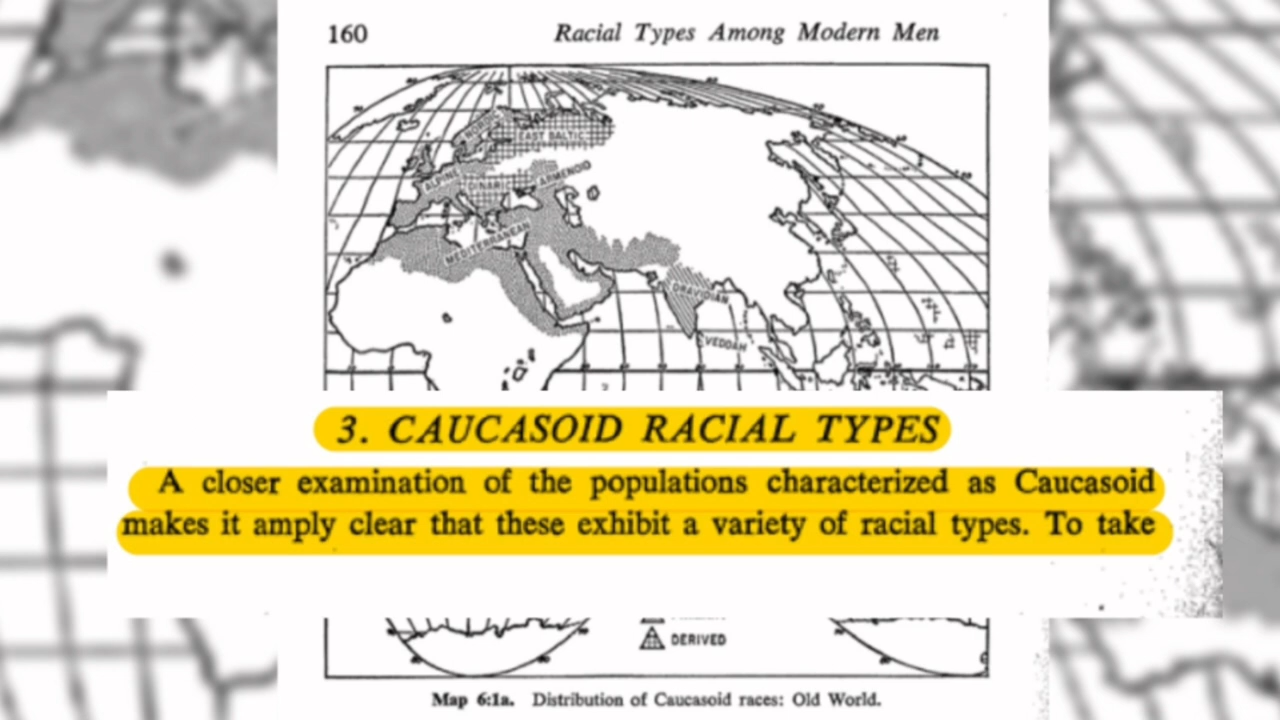 160 Racial Types Among Modern Men
EAST BALTIC
ALPINE
DINARIC
ARMENOID
MEDITERRANEAN
DRAVIDIAN
VEDDAH
3. CAUCASOID RACIAL TYPES
A closer examination of the populations characterized as Caucasoid
makes it amply clear that these exhibit a variety of racial types. To take
DERIVED
Map 6:1a. Distribution of Caucasoid races: Old World.